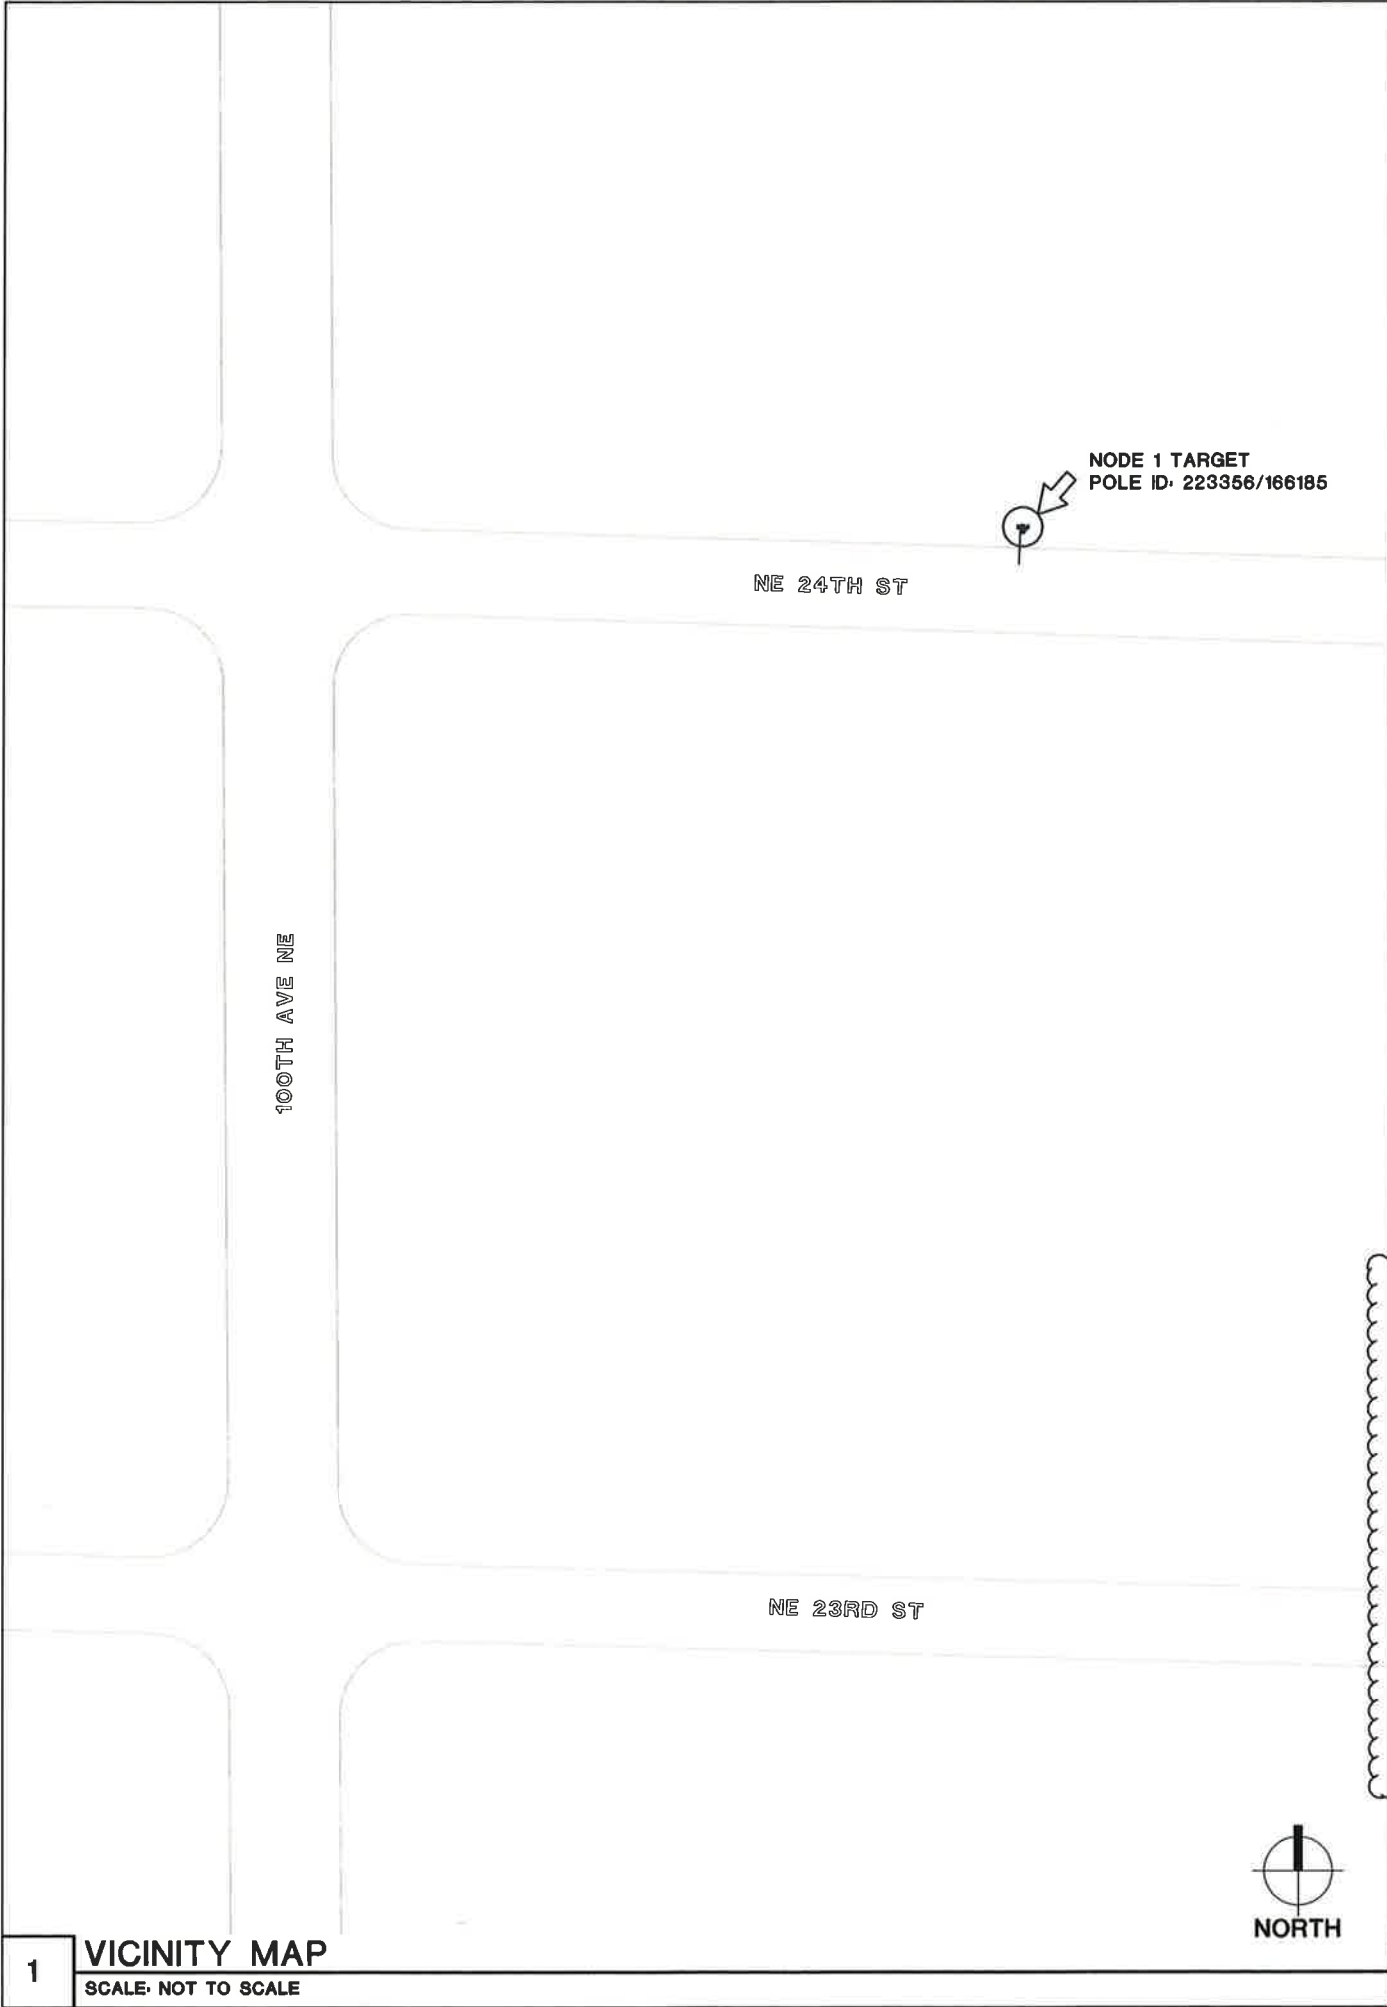 NODE 1 TARGET
POLE ID: 223356/166185
NE 24TH ST
100TH AVE NE
NE 23RD ST
NORTH
1
VICINITY MAP
SCALE: NOT TO SCALE